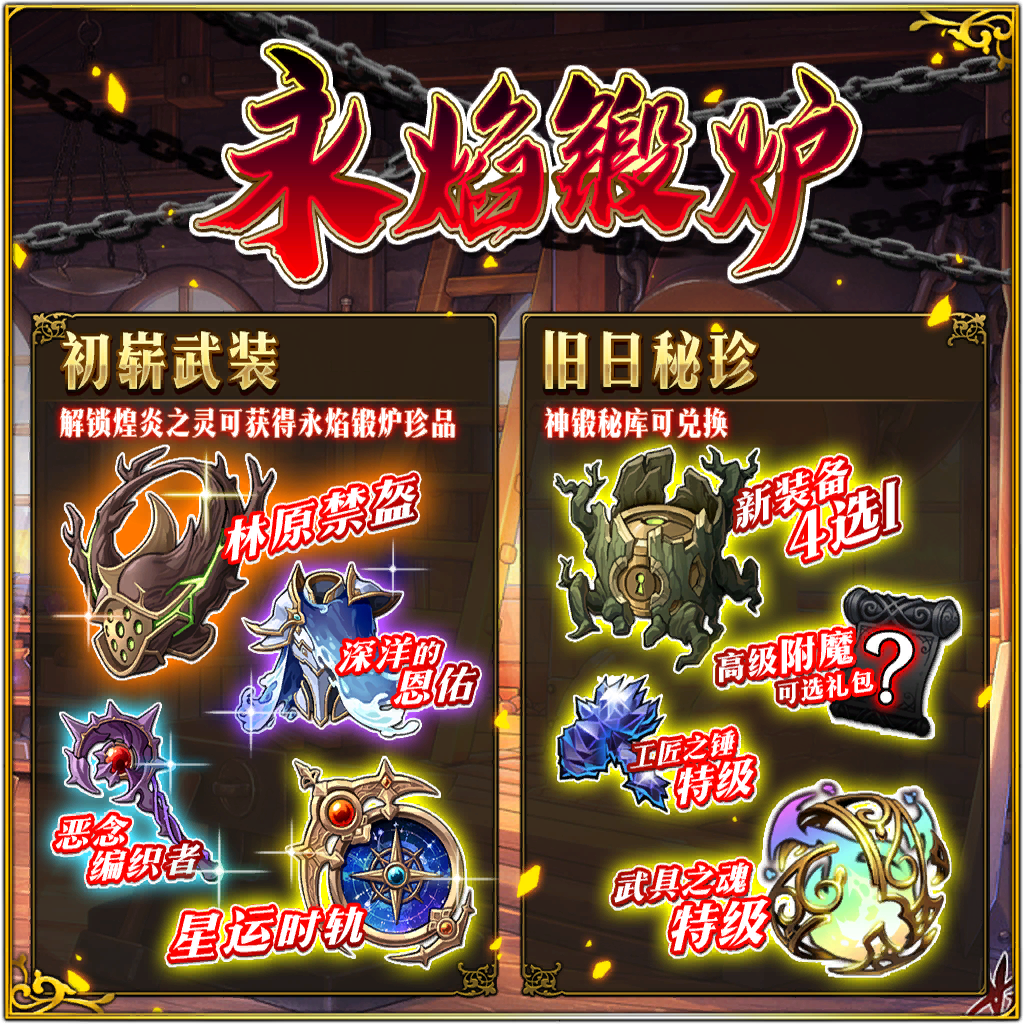 永焰锻炉
初崭武装
解锁煌炎之灵可获得永焰锻炉珍品
林原禁盔
深洋的
恩佑
恶念
编织者
星运时轨
旧日秘珍
神锻秘库可兑换
新装备
4选1
高级附魔
可选礼包
?
工匠之锤
特级
武具之魂
特级